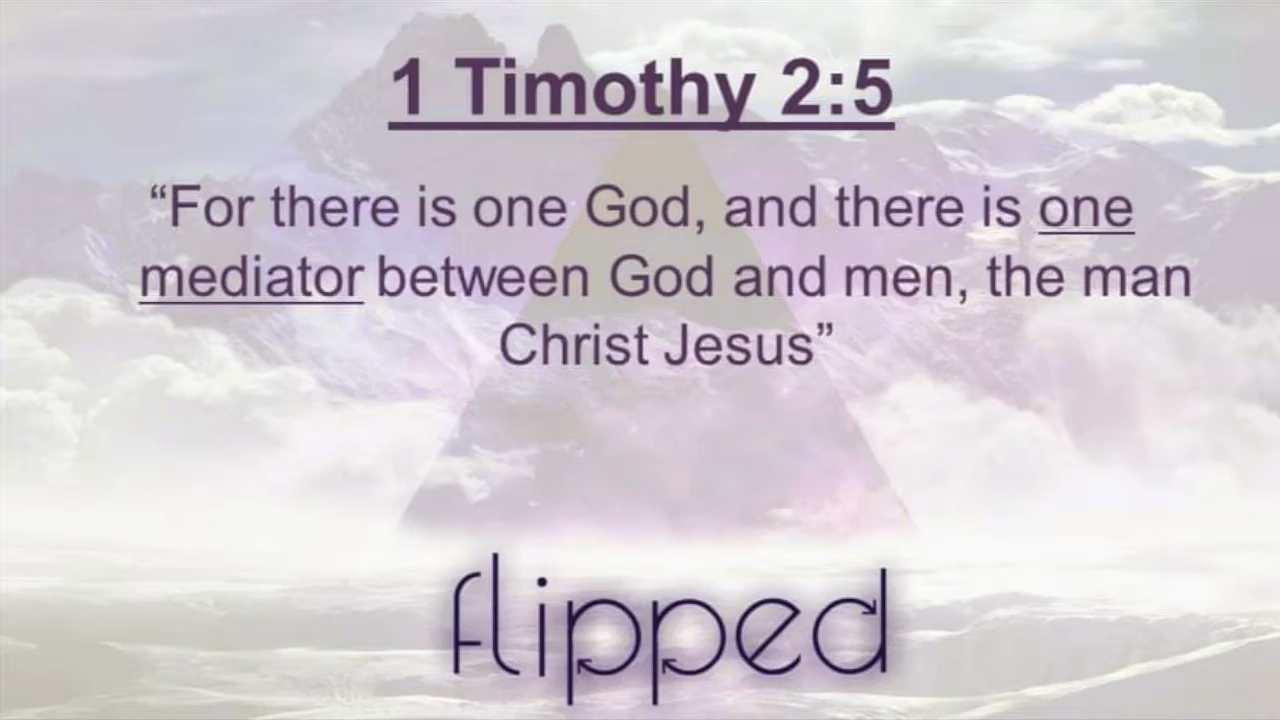 1 Timothy 2:5
“For there is one God, and there is one
mediator between God and men, the man
Christ Jesus”
flipped